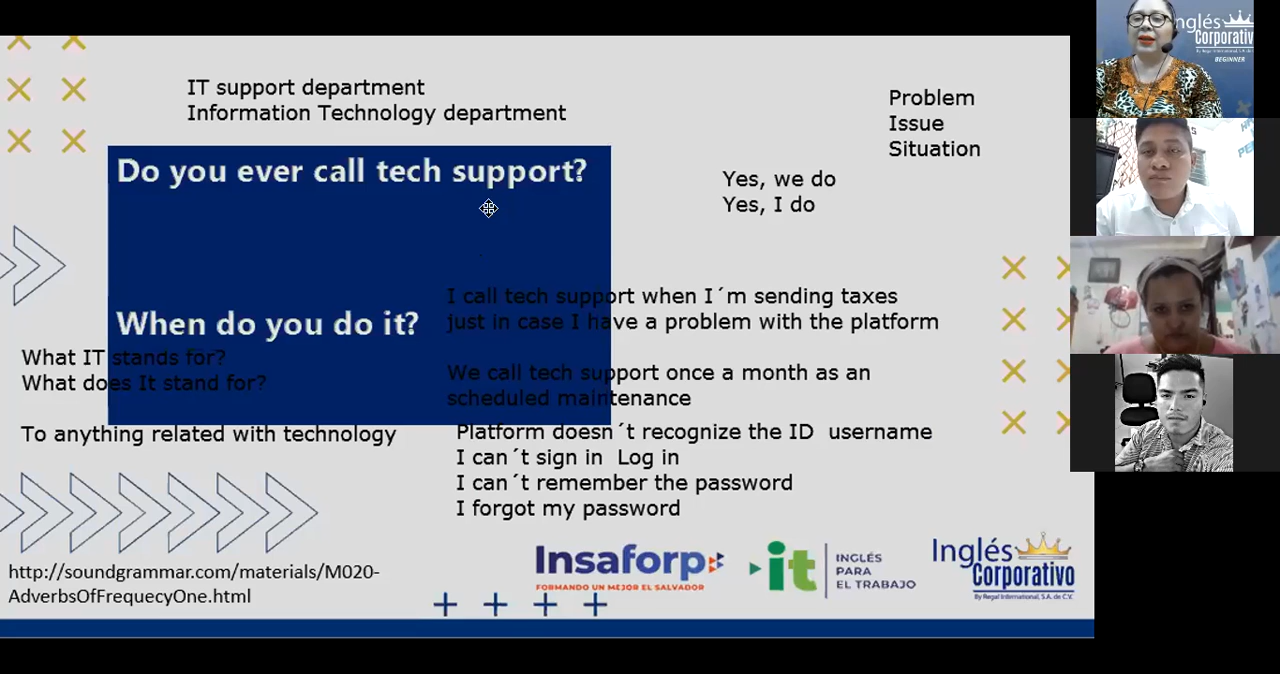 IT support department
Information Technology department
Problem
Issue
Situation
Do you ever call tech support?
Yes, we do
Yes, I do
I call tech support when I´m sending taxes
just in case I have a problem with the platform
When do you do it?
What IT stands for?
What does It stand for?
We call tech support once a month as an
scheduled maintenance
To anything related with technology
Platform doesn´t recognize the ID username
I can´t sign in Log in
I can´t remember the password
I forgot my password
http://soundgrammar.com/materials/M020-
AdverbsOfFrequecyOne.html
Insaforp
FORMANDO UN MEJOR EL SALVADOR
it
INGLÉS
PARA
EL TRABAJO
Inglés
Corporativo
By Regal International, S.A. de C.V.
nglés
Corporativo
By Regal International, S.A. de C.V.
BEGINNER